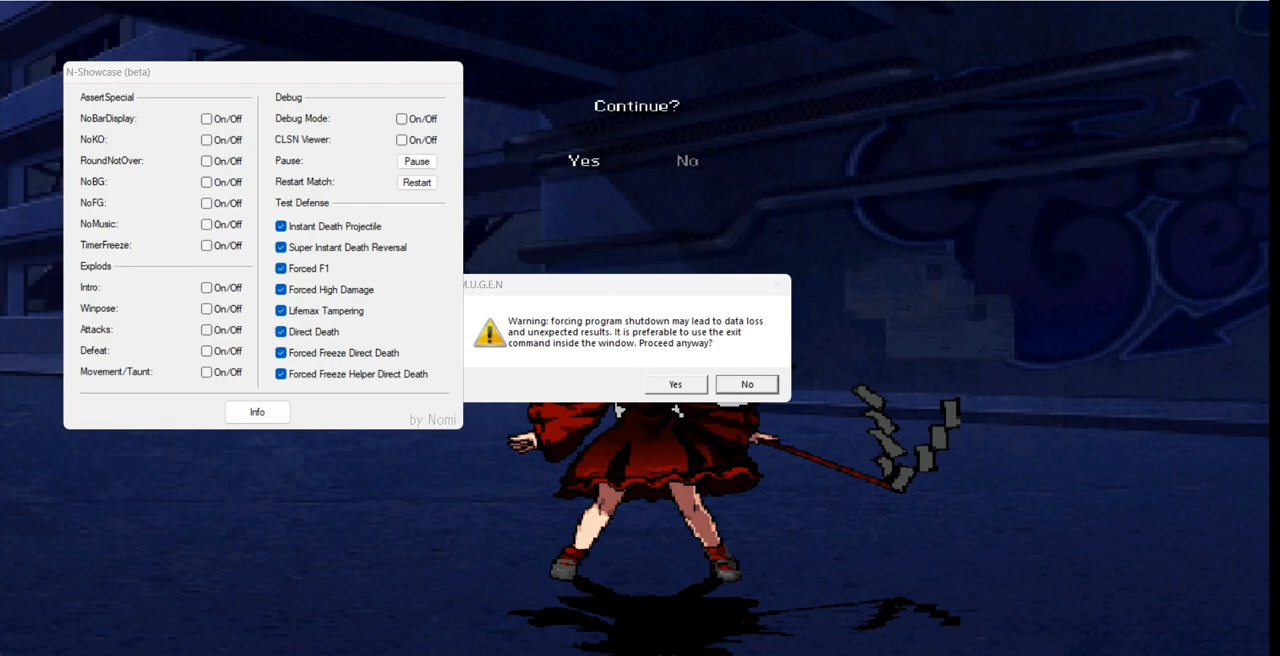 N-Showcase (beta)
AssertSpecial
NoBarDisplay: On/Off
NoKO: On/Off
RoundNotOver: On/Off
NoBG: On/Off
NoFG: On/Off
NoMusic: On/Off
TimerFreeze: On/Off
Explods
Intro: On/Off
Winpose: On/Off
Attacks: On/Off
Defeat: On/Off
Movement/Taunt: On/Off
Debug
Debug Mode: On/Off
CLSN Viewer: On/Off
Pause: Pause
Restart Match: Restart
Test Defense
Instant Death Projectile
Super Instant Death Reversal
Forced F1
Forced High Damage
Lifemax Tampering
Direct Death
Forced Freeze Direct Death
Forced Freeze Helper Direct Death
Info
by Nomi
Continue?
Yes No
M.U.G.E.N
Warning: forcing program shutdown may lead to data loss
and unexpected results. It is preferable to use the exit
command inside the window. Proceed anyway?
Yes No